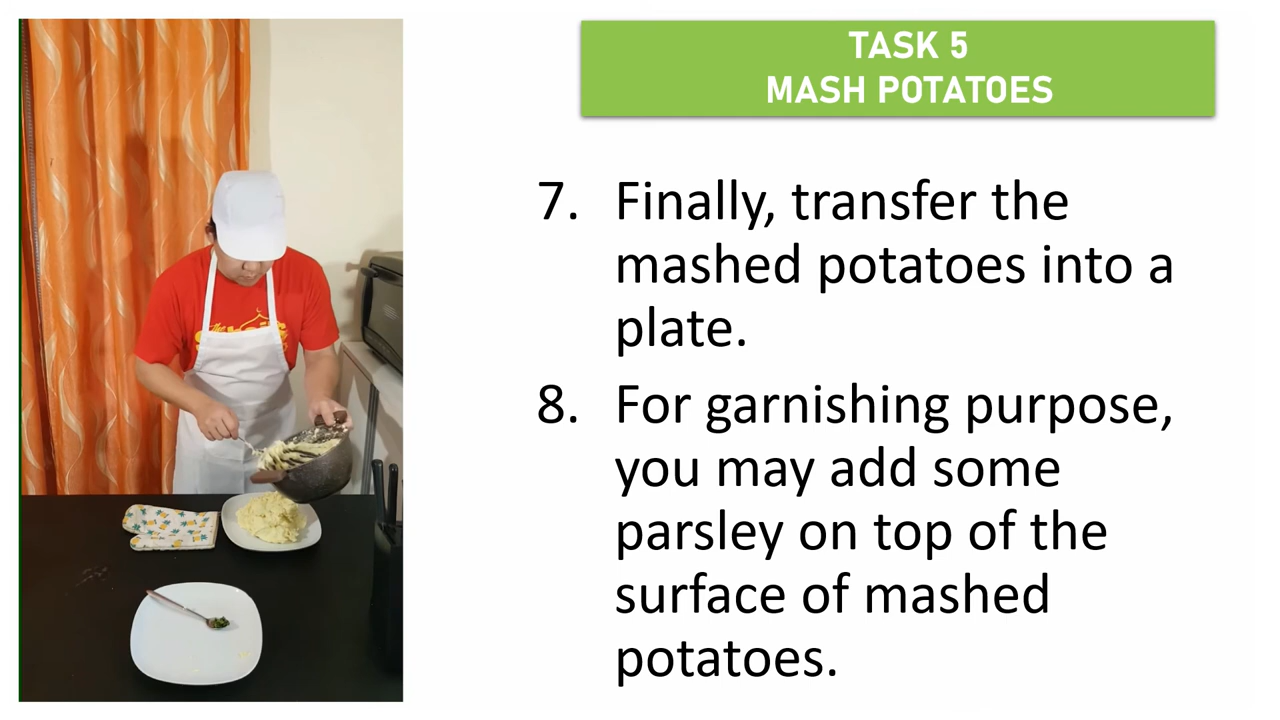 TASK 5
MASH POTATOES
7. Finally, transfer the
mashed potatoes into a
plate.
8. For garnishing purpose,
you may add some
parsley on top of the
surface of mashed
potatoes.